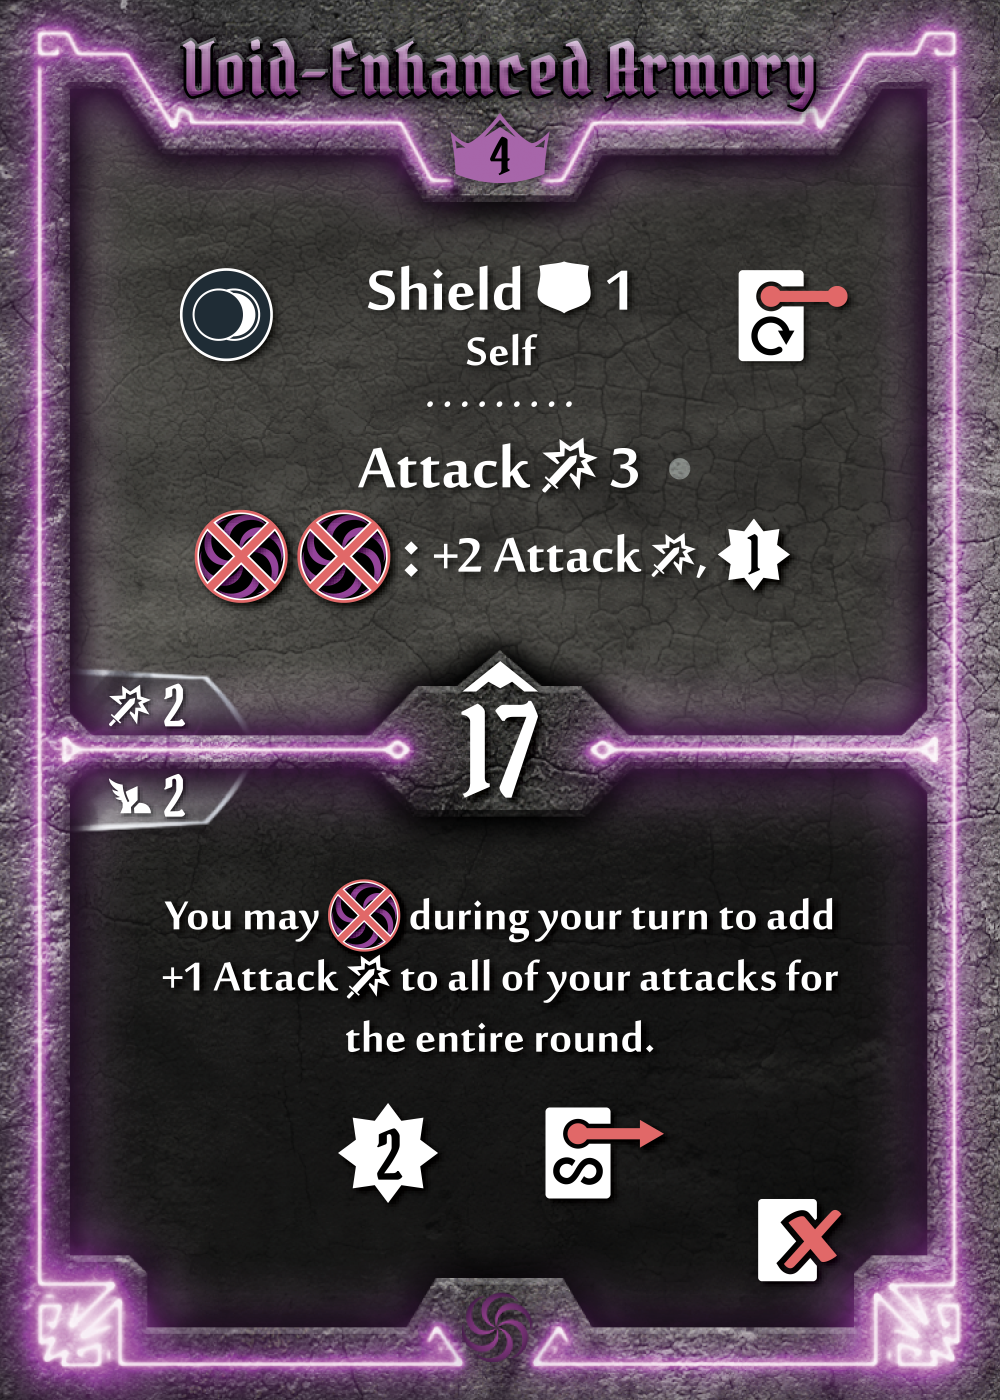 Void-Enhanced Armory
4
Shield 1
Self
Attack 3
: +2 Attack , 1
2
17
2
You may during your turn to add
+1 Attack to all of your attacks for
the entire round.
2